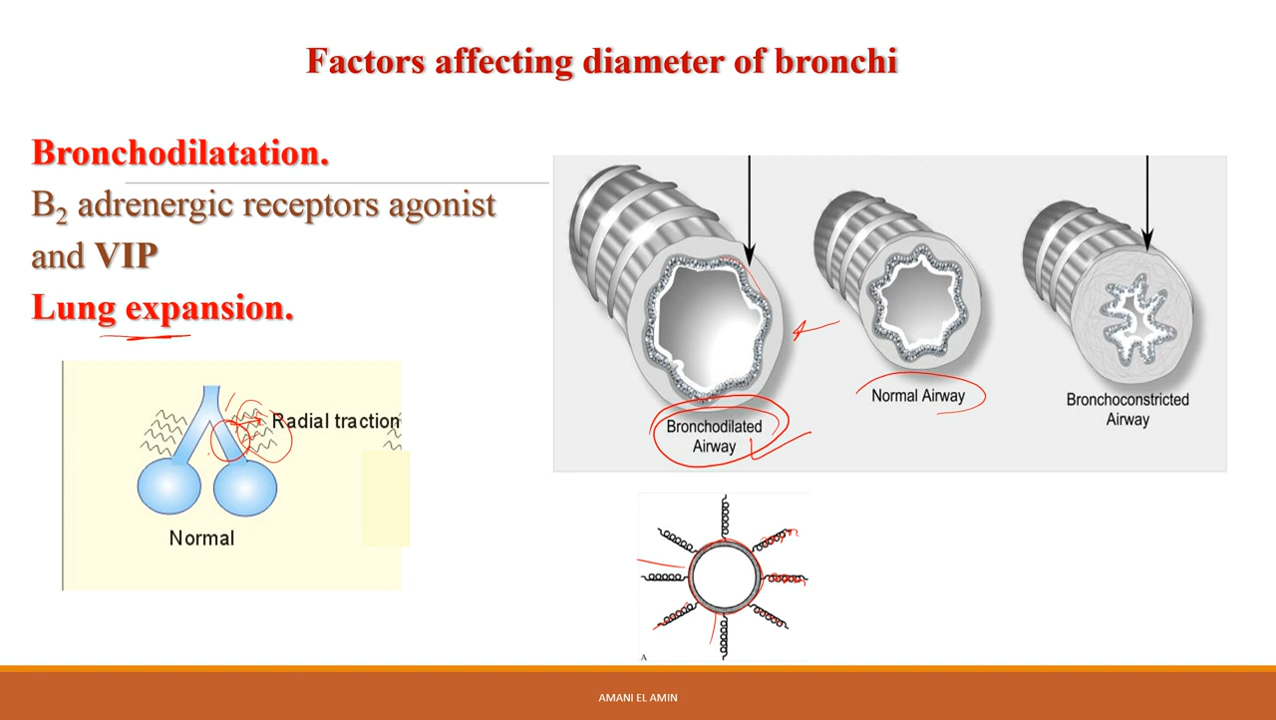 Factors affecting diameter of bronchi
Bronchodilatation.
B2 adrenergic receptors agonist
and VIP
Lung expansion.
Radial traction
Normal
Bronchodilated
Airway
Normal Airway
Bronchoconstricted
Airway
A
AMANI EL AMIN